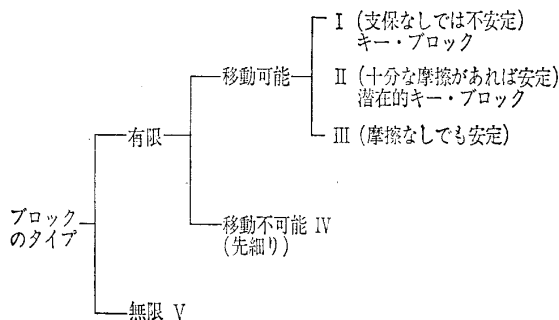 I (支保なしでは不安定)
キー・ブロック
移動可能
II (十分な摩擦があれば安定)
潜在的キー・ブロック
有限
III (摩擦なしでも安定)
ブロック
のタイプ
移動不可能 IV
(先細り)
無限 V